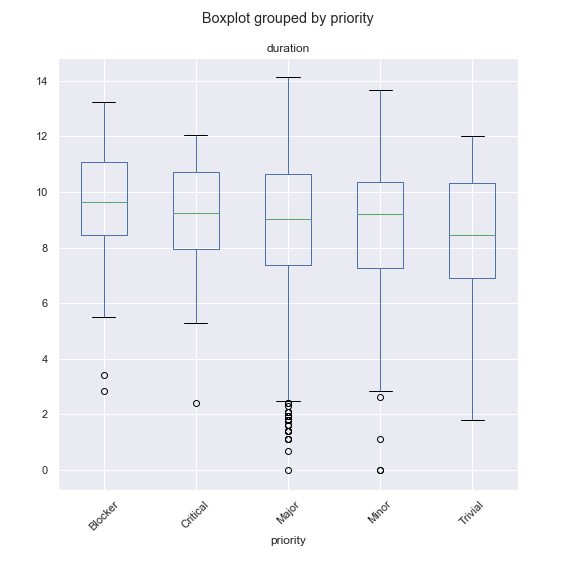 Boxplot grouped by priority
duration
14
12
10
8
6
4
2
0
Blocker
Critical
Major
Minor
Trivial
priority